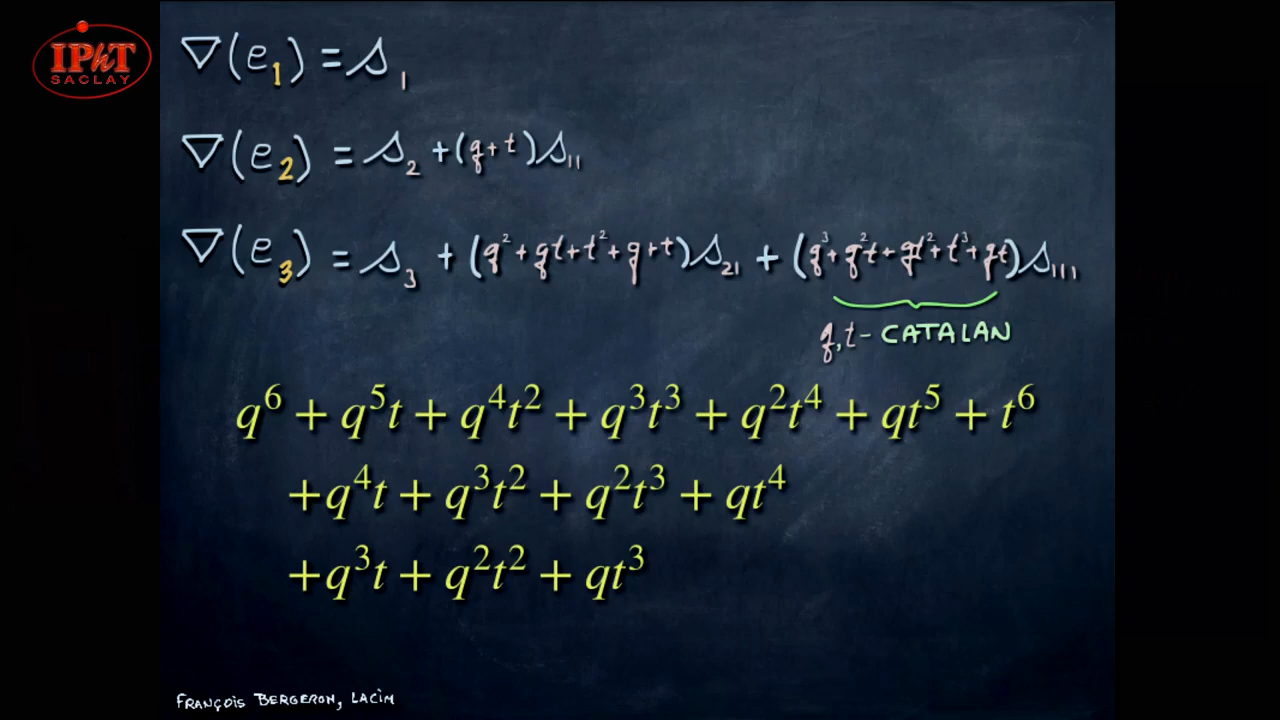 IPhT
SACLAY
∇(e₁) = s₁
∇(e₂) = s₂ + (q + t)s₁₁
∇(e₃) = s₃ + (q² + qt + t² + q + t)s₂₁ + (q³ + q²t + qt² + t³ + qt)s₁₁₁
q,t - CATALAN
q⁶ + q⁵t + q⁴t² + q³t³ + q²t⁴ + qt⁵ + t⁶
+q⁴t + q³t² + q²t³ + qt⁴
+q³t + q²t² + qt³
FRANÇOIS BERGERON, LACIM